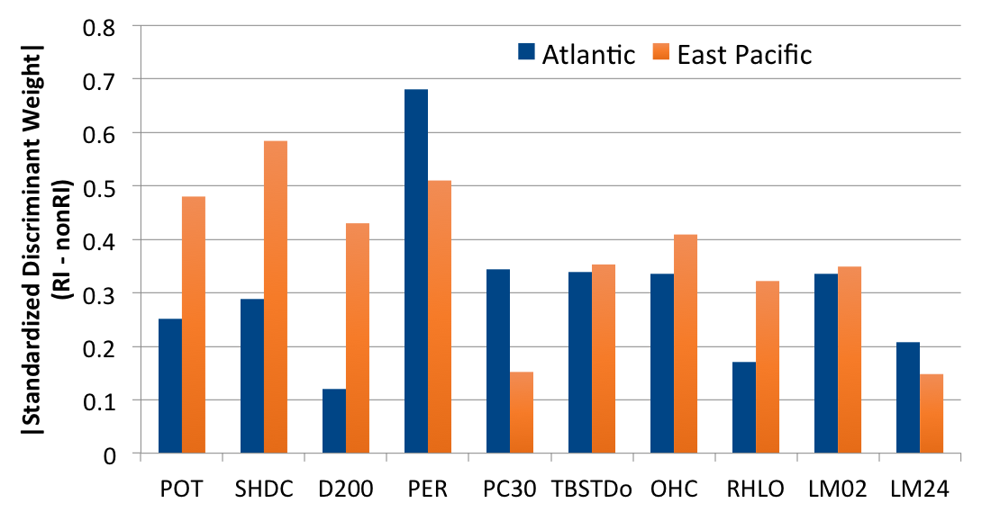 |Standardized Discriminant Weight|
(RI - nonRI)
Atlantic
East Pacific
0.8
0.7
0.6
0.5
0.4
0.3
0.2
0.1
0
POT SHDC D200 PER PC30 TBSTDo OHC RHLO LM02 LM24